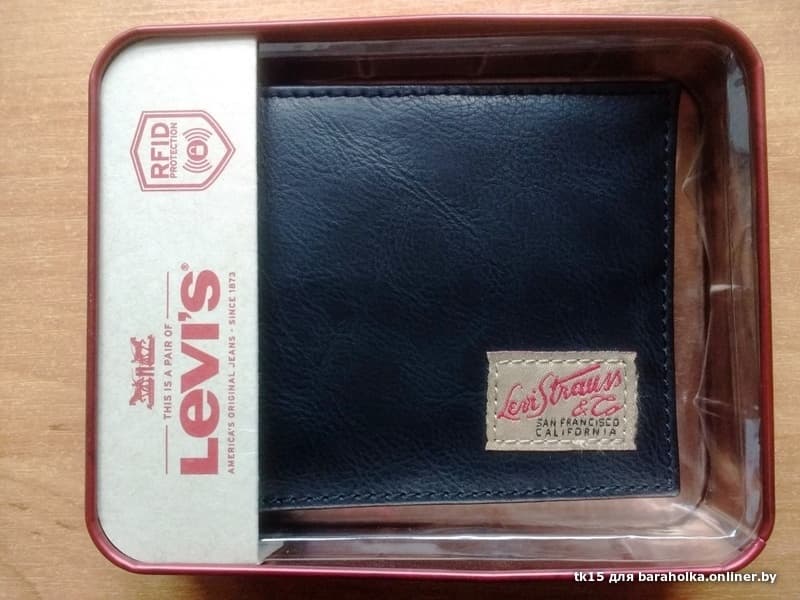 RFID
PROTECTION
THIS IS A PAIR OF
Levi's®
AMERICA'S ORIGINAL JEANS - SINCE 1873
Levi Strauss
& Co
SAN FRANCISCO
CALIFORNIA
tk15 для baraholka.onliner.by